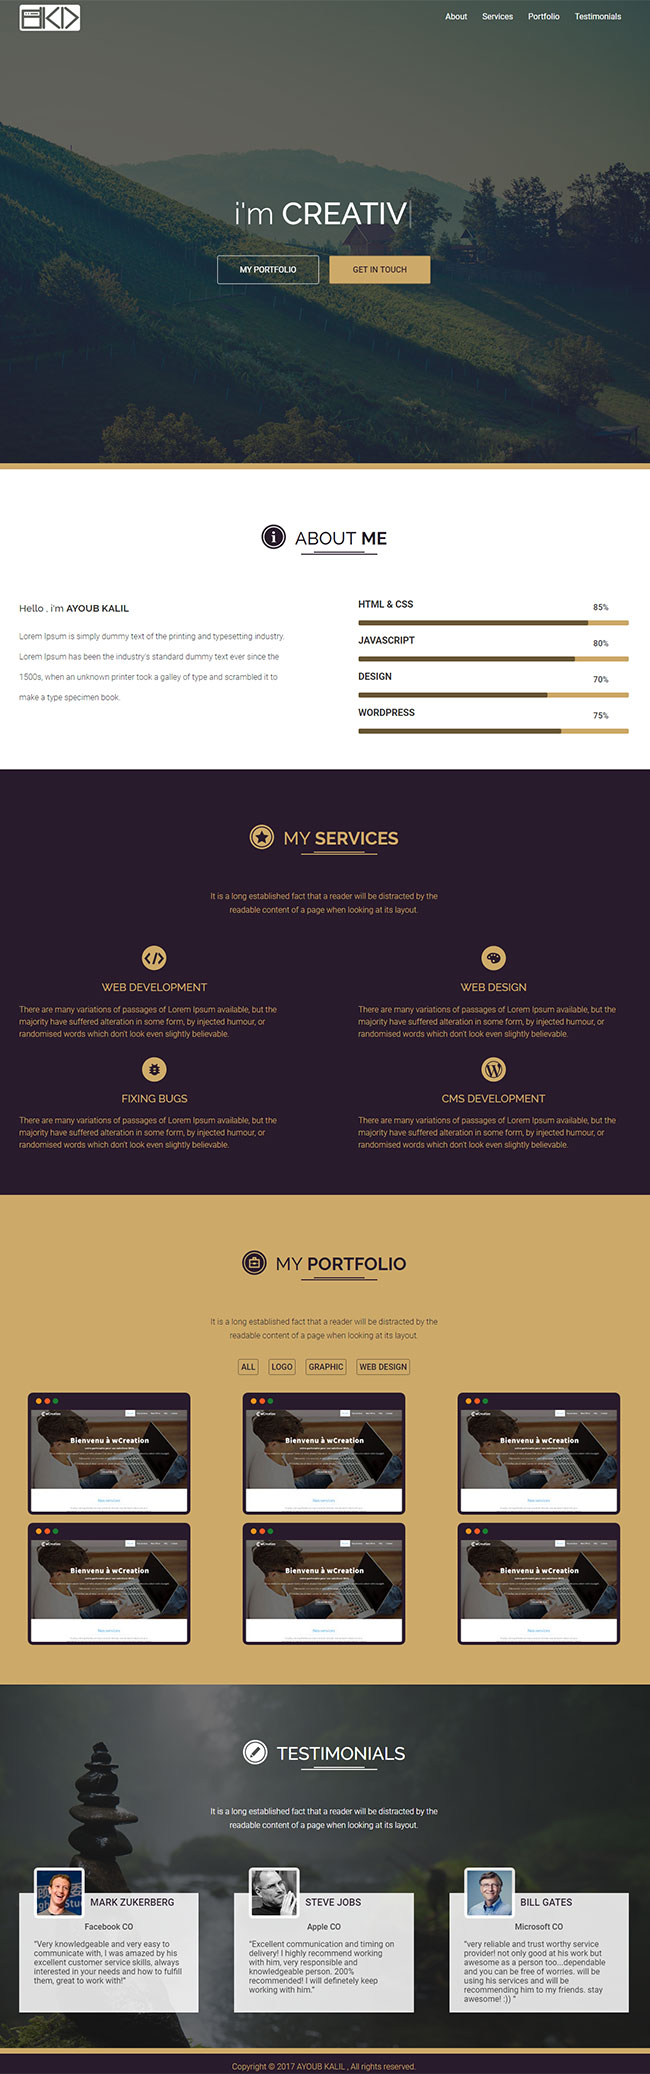 About Services Portfolio Testimonials
i'm CREATIV
MY PORTFOLIO GET IN TOUCH
ABOUT ME
Hello , i'm AYOUB KALIL
Lorem Ipsum is simply dummy text of the printing and typesetting industry.
Lorem Ipsum has been the industry's standard dummy text ever since the
1500s, when an unknown printer took a galley of type and scrambled it to
make a type specimen book.
HTML & CSS 85%
JAVASCRIPT 80%
DESIGN 70%
WORDPRESS 75%
MY SERVICES
It is a long established fact that a reader will be distracted by the
readable content of a page when looking at its layout.
WEB DEVELOPMENT
There are many variations of passages of Lorem Ipsum available, but the
majority have suffered alteration in some form, by injected humour, or
randomised words which don't look even slightly believable.
WEB DESIGN
There are many variations of passages of Lorem Ipsum available, but the
majority have suffered alteration in some form, by injected humour, or
randomised words which don't look even slightly believable.
FIXING BUGS
There are many variations of passages of Lorem Ipsum available, but the
majority have suffered alteration in some form, by injected humour, or
randomised words which don't look even slightly believable.
CMS DEVELOPMENT
There are many variations of passages of Lorem Ipsum available, but the
majority have suffered alteration in some form, by injected humour, or
randomised words which don't look even slightly believable.
MY PORTFOLIO
It is a long established fact that a reader will be distracted by the
readable content of a page when looking at its layout.
ALL LOGO GRAPHIC WEB DESIGN
wCreation
Bienvenu à wCreation
Nos services
wCreation
Bienvenu à wCreation
Nos services
wCreation
Bienvenu à wCreation
Nos services
wCreation
Bienvenu à wCreation
Nos services
wCreation
Bienvenu à wCreation
Nos services
wCreation
Bienvenu à wCreation
Nos services
TESTIMONIALS
It is a long established fact that a reader will be distracted by the
readable content of a page when looking at its layout.
MARK ZUKERBERG
Facebook CO
"Very knowledgeable and very easy to
communicate with, I was amazed by his
excellent customer service skills, always
interested in your needs and how to fulfill
them, great to work with!"
STEVE JOBS
Apple CO
"Excellent communication and timing on
delivery! I highly recommend working
with him, very responsible and
knowledgeable person. 200%
recommended! I will definetely keep
working with him."
BILL GATES
Microsoft CO
"very reliable and trust worthy service
provider! not only good at his work but
awesome as a person too...dependable
and you can be free of worries. will be
using his services and will be
recommending him to my friends. stay
awesome! :)) "
Copyright © 2017 AYOUB KALIL , All rights reserved.